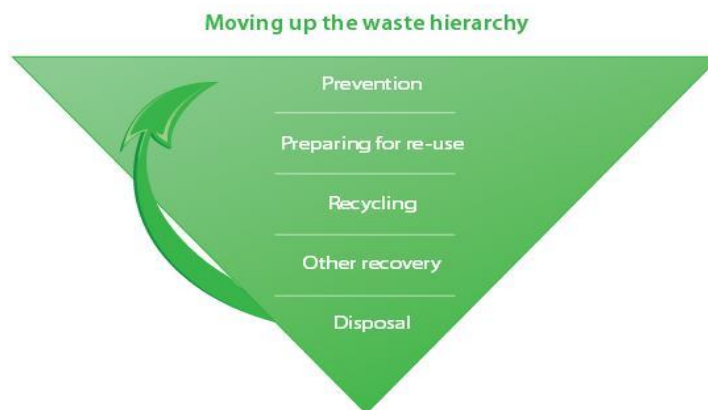 Moving up the waste hierarchy
Prevention
Preparing for re-use
Recycling
Other recovery
Disposal